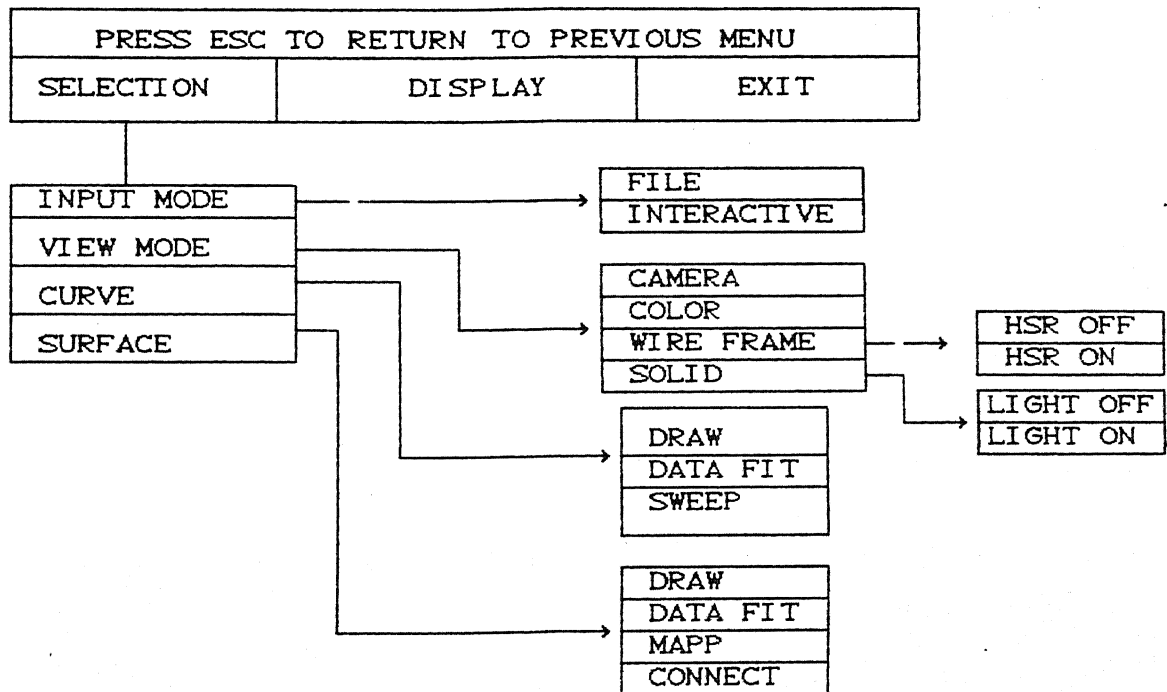 PRESS ESC TO RETURN TO PREVIOUS MENU
SELECTION DISPLAY EXIT
INPUT MODE
VIEW MODE
CURVE
SURFACE
FILE
INTERACTIVE
CAMERA
COLOR
WIRE FRAME
SOLID
HSR OFF
HSR ON
LIGHT OFF
LIGHT ON
DRAW
DATA FIT
SWEEP
DRAW
DATA FIT
MAPP
CONNECT